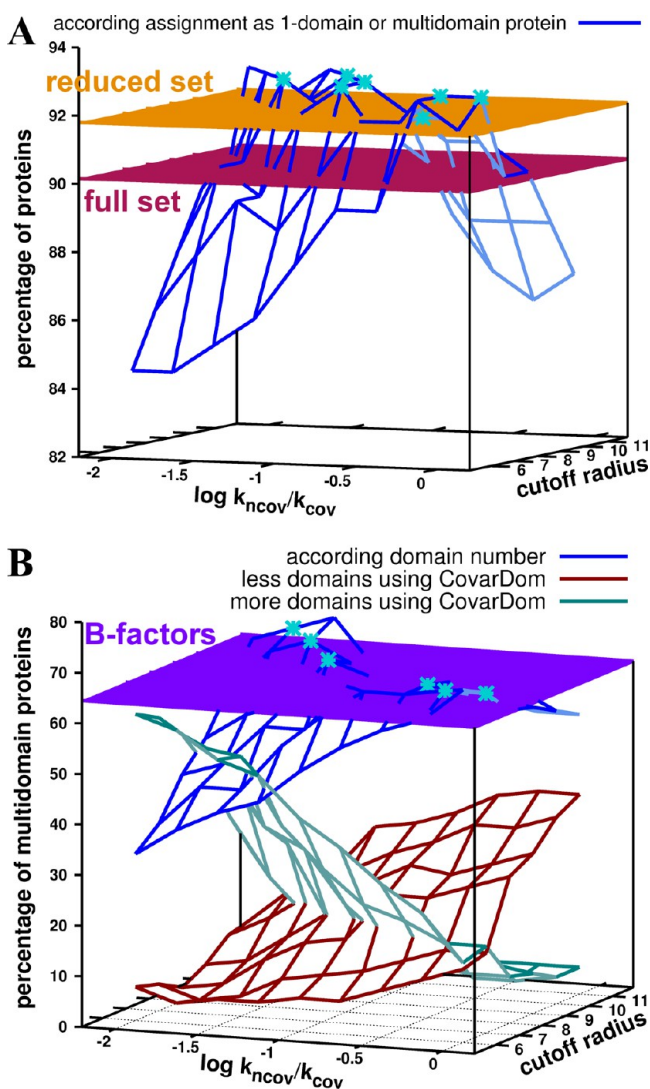 A
according assignment as 1-domain or multidomain protein
94
reduced set
92
90
full set
88
86
84
82
percentage of proteins
-2
-1.5
-1
-0.5
0
log k_ncov/k_cov
6
7
8
9
10
11
cutoff radius
B
according domain number
less domains using CovarDom
more domains using CovarDom
80
B-factors
70
60
50
40
30
20
10
0
percentage of multidomain proteins
-2
-1.5
-1
-0.5
0
log k_ncov/k_cov
6
7
8
9
10
11
cutoff radius